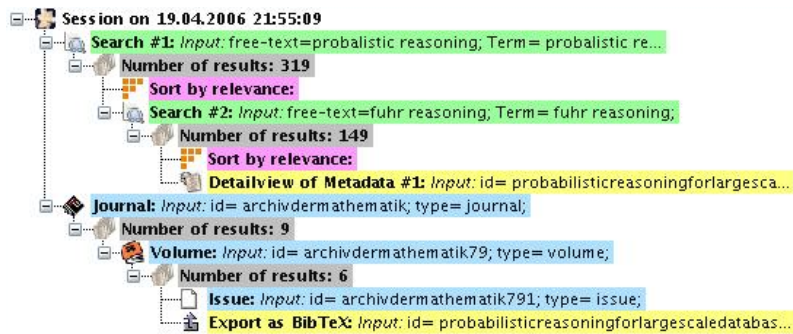 Session on 19.04.2006 21:55:09
Search #1: Input: free-text=probalistic reasoning; Term= probalistic re...
Number of results: 319
Sort by relevance:
Search #2: Input: free-text=fuhr reasoning; Term= fuhr reasoning;
Number of results: 149
Sort by relevance:
Detailview of Metadata #1: Input: id= probabilisticreasoningforlargesca...
Journal: Input: id= archivdermathematik; type= journal;
Number of results: 9
Volume: Input: id= archivdermathematik79; type= volume;
Number of results: 6
Issue: Input: id= archivdermathematik791; type= issue;
Export as BibTeX: Input: id= probabilisticreasoningforlargescaledatabas...